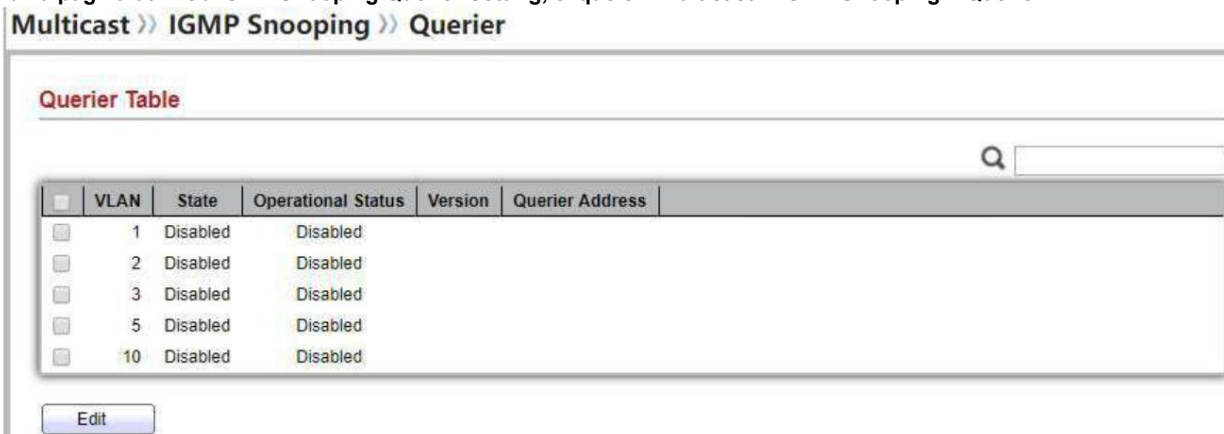 Multicast » IGMP Snooping » Querier
Querier Table
VLAN State Operational Status Version Querier Address
1 Disabled Disabled
2 Disabled Disabled
3 Disabled Disabled
5 Disabled Disabled
10 Disabled Disabled
Edit